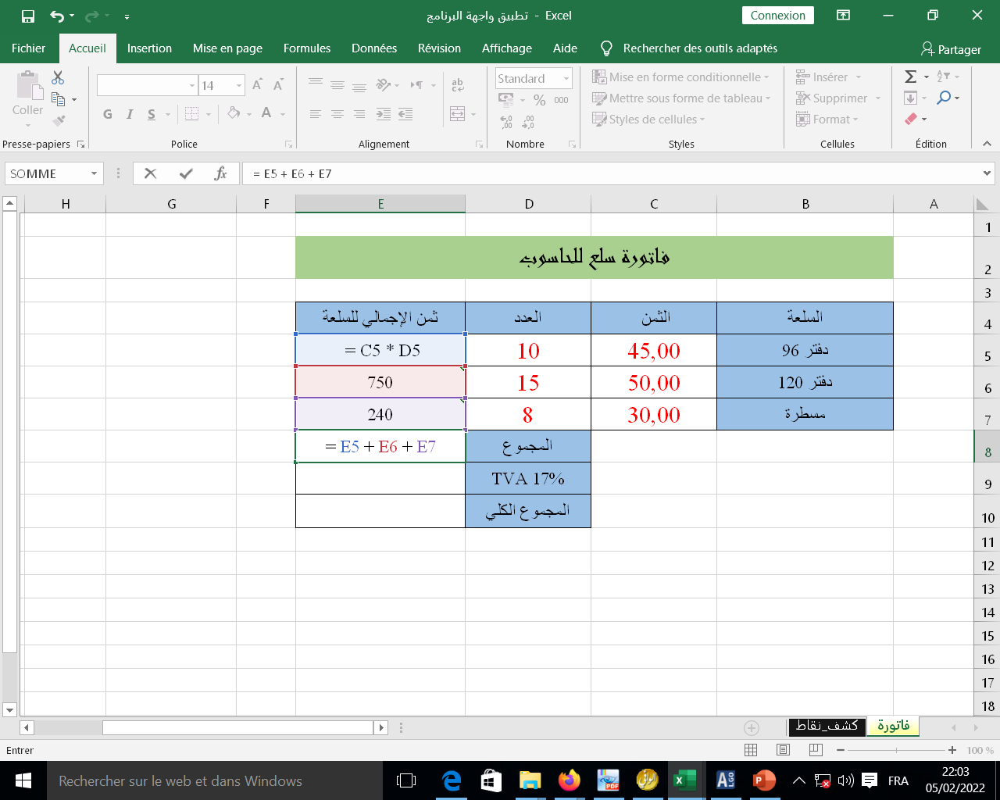 تطبيق واجهة البرنامج - Excel
Connexion
Fichier Accueil Insertion Mise en page Formules Données Révision Affichage Aide Rechercher des outils adaptés Partager
Coller
Presse-papiers
14
G I S
Police
Alignement
Standard
% 000
Nombre
Mise en forme conditionnelle
Mettre sous forme de tableau
Styles de cellules
Styles
Insérer
Supprimer
Format
Cellules
Édition
SOMME
fx
= E5 + E6 + E7
H G F E D C B A
1
2
3
4
5
6
7
8
9
10
11
12
13
14
15
16
17
18
فاتورة سلع للحاسوب
السلعة الثمن العدد ثمن الإجمالي للسلعة
دفتر 96 45,00 10 = C5 * D5
دفتر 120 50,00 15 750
مسطرة 30,00 8 240
المجموع = E5 + E6 + E7
TVA 17%
المجموع الكلي
فاتورة كشف_نقاط
Entrer
100 %
Rechercher sur le web et dans Windows
FRA
22:03
05/02/2022